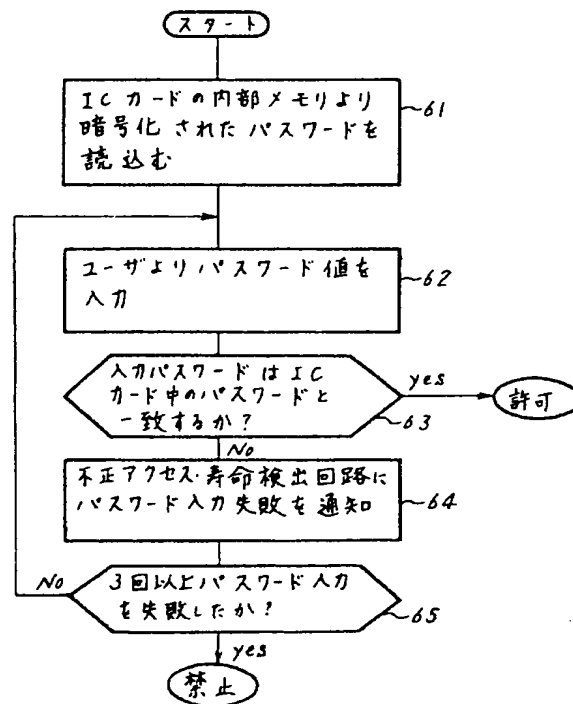 スタート
ICカードの内部メモリより
暗号化されたパスワードを
読込む
61
ユーザよりパスワード値を
入力
62
入力パスワードはIC
カード中のパスワードと
一致するか?
63
yes
許可
No
不正アクセス・寿命検出回路に
パスワード入力失敗を通知
64
No
3回以上パスワード入力
を失敗したか?
65
yes
禁止